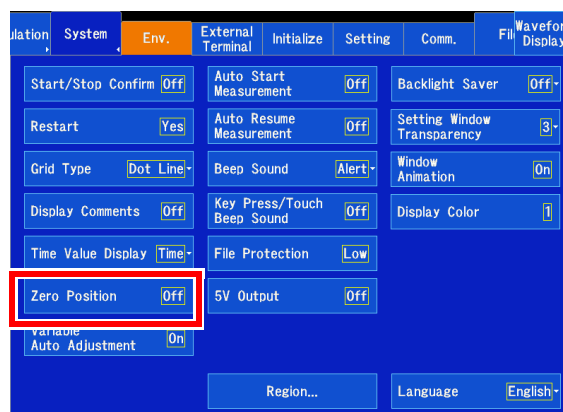 ulation
System
Env.
External
Terminal
Initialize
Setting
Comm.
Fil
Wavefor
Display
Start/Stop Confirm Off
Auto Start
Measurement Off
Backlight Saver Off
Restart Yes
Auto Resume
Measurement Off
Setting Window
Transparency 3
Grid Type Dot Line
Beep Sound Alert
Window
Animation On
Display Comments Off
Key Press/Touch
Beep Sound Off
Display Color 1
Time Value Display Time
File Protection Low
Zero Position Off
5V Output Off
Variable
Auto Adjustment On
Region...
Language English